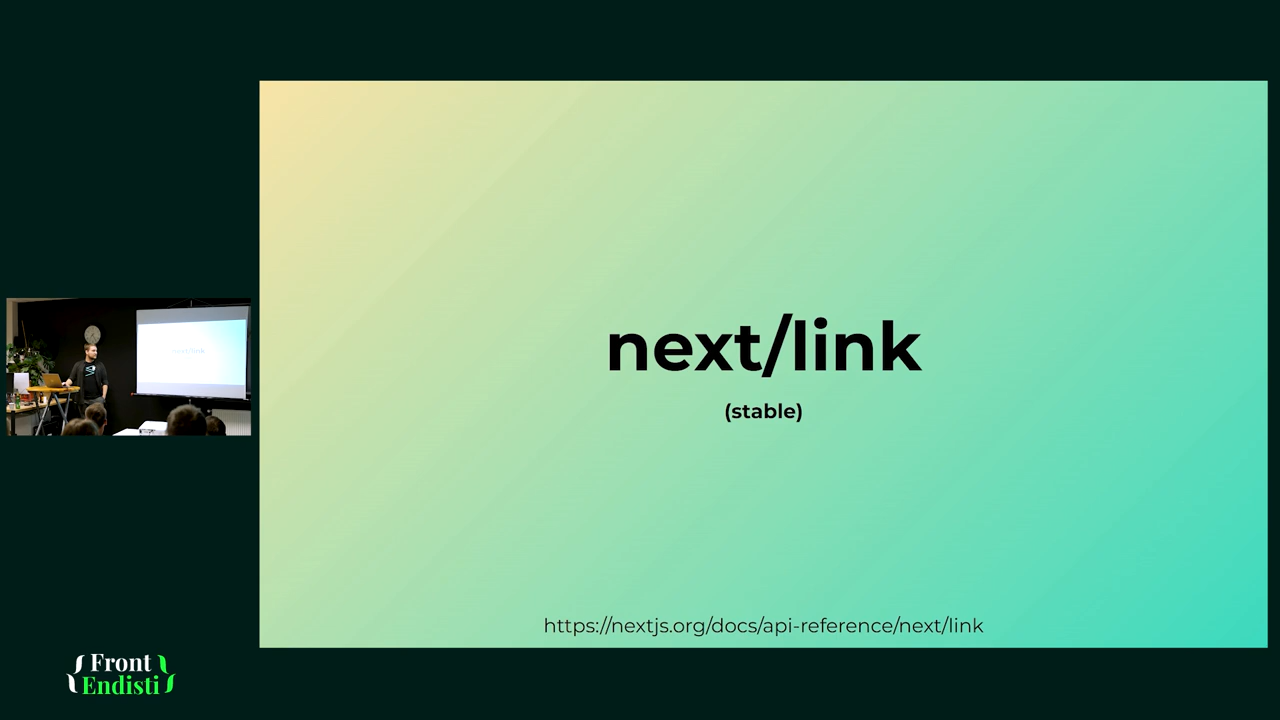 next/link
(stable)
https://nextjs.org/docs/api-reference/next/link
{Front}
{Endisti}